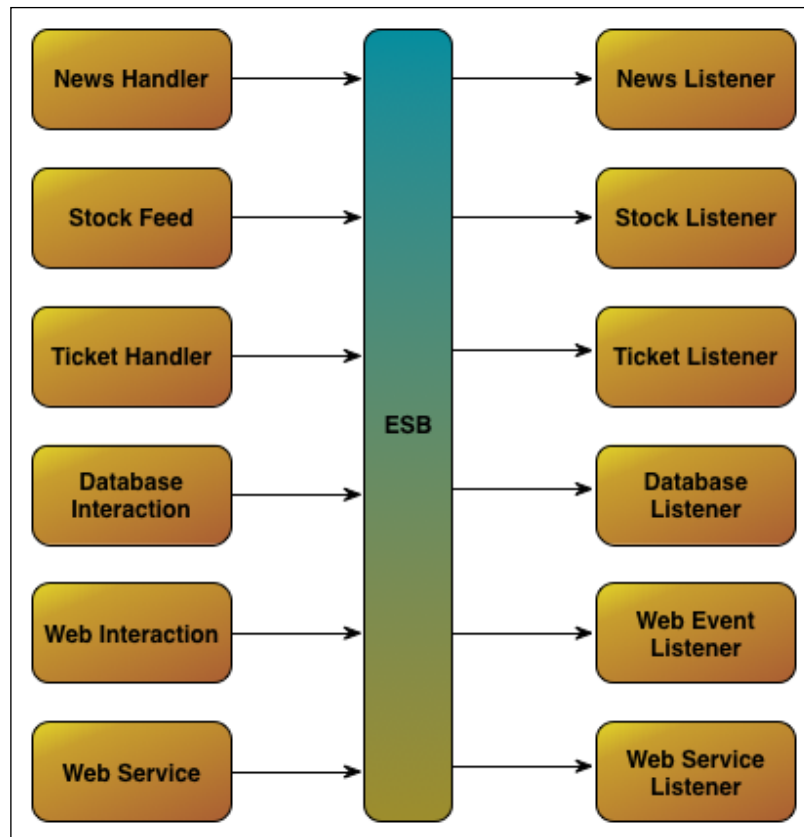 News Handler
News Listener
Stock Feed
Stock Listener
Ticket Handler
Ticket Listener
ESB
Database
Interaction
Database
Listener
Web Interaction
Web Event
Listener
Web Service
Web Service
Listener